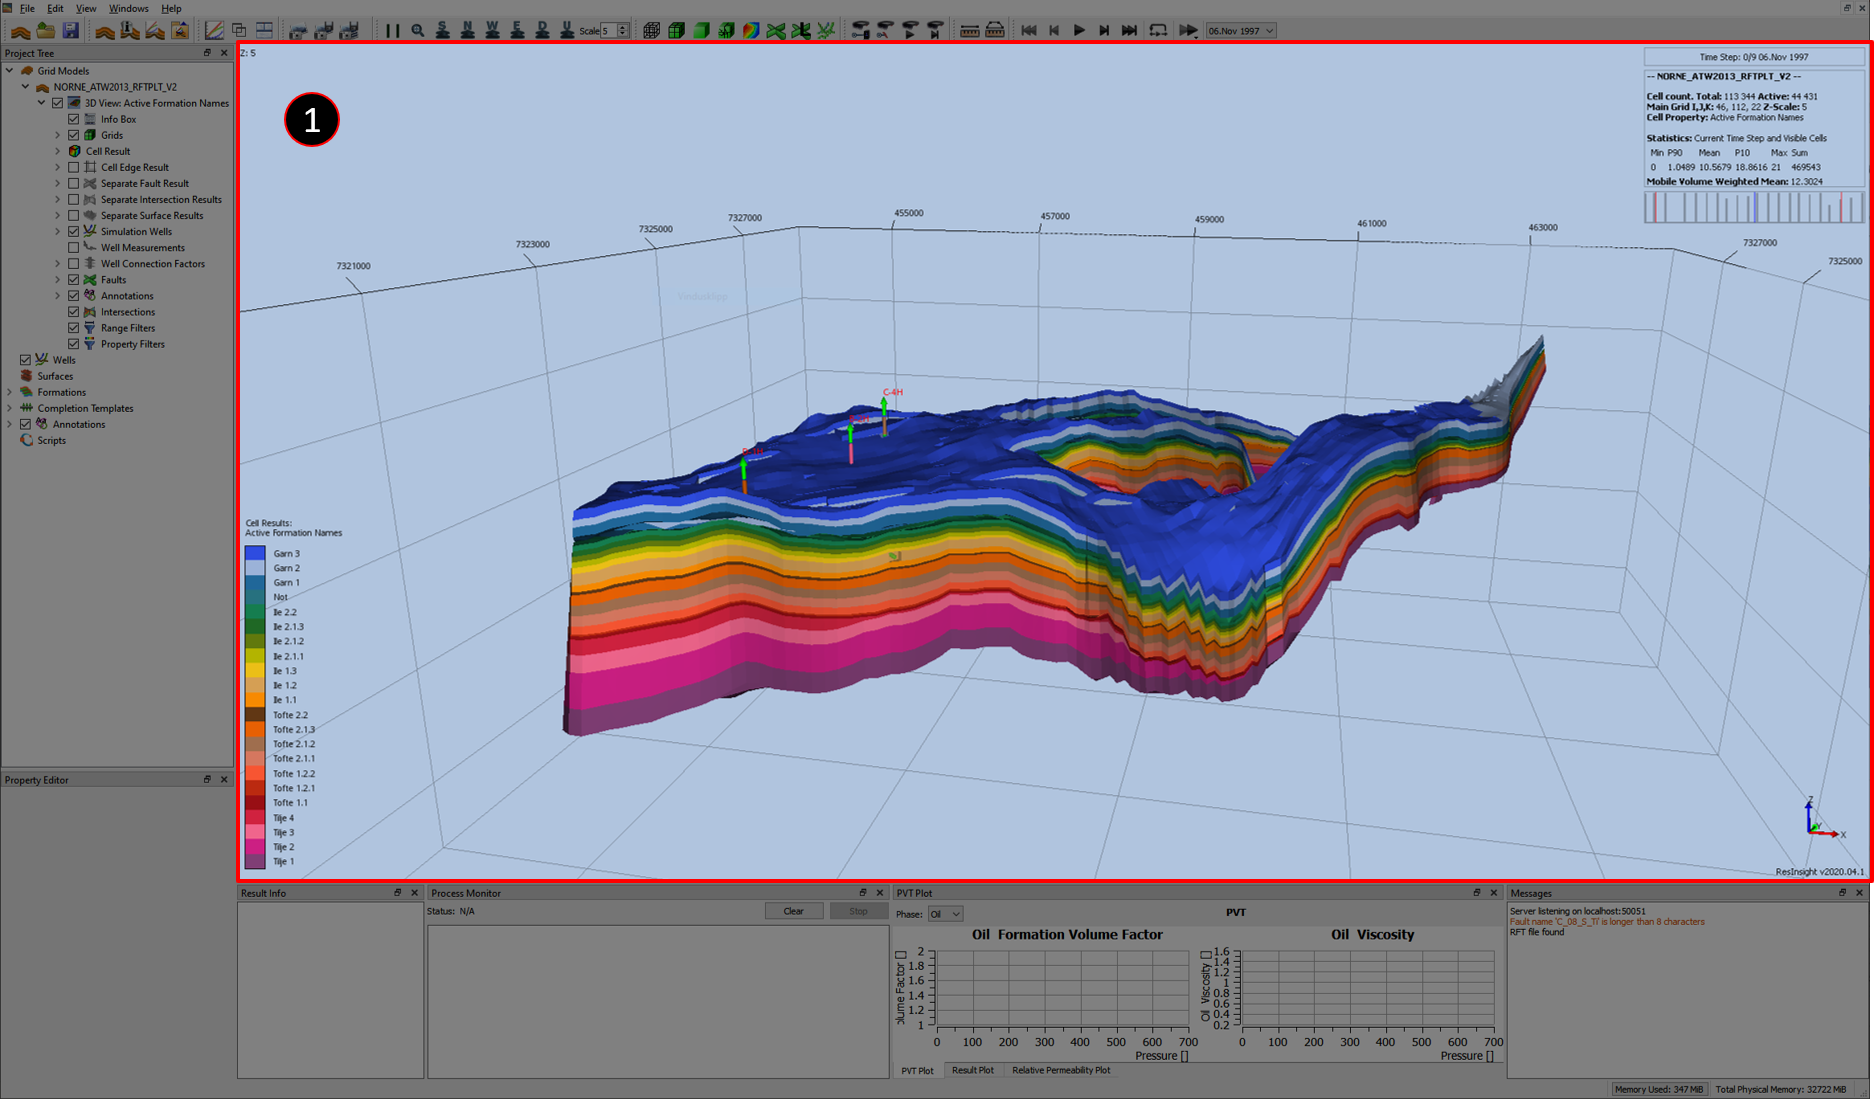 File Edit View Windows Help
S N W E D U Scale 5 06.Nov 1997
Project Tree
Grid Models
NORNE_ATW2013_RFTPLT_V2
3D View: Active Formation Names
Info Box
Grids
Cell Result
Cell Edge Result
Separate Fault Result
Separate Intersection Results
Separate Surface Results
Simulation Wells
Well Measurements
Well Connection Factors
Faults
Annotations
Intersections
Range Filters
Property Filters
Wells
Surfaces
Formations
Completion Templates
Annotations
Scripts
Property Editor
Z: 5
1
Time Step: 0/9 06.Nov 1997
-- NORNE_ATW2013_RFTPLT_V2 --
Cell count. Total: 113 344 Active: 44 431
Main Grid I,J,K: 46, 112, 22 Z-Scale: 5
Cell Property: Active Formation Names
Statistics: Current Time Step and Visible Cells
Min P90 Mean P10 Max Sum
0 1.0489 10.5679 18.8616 21 469543
Mobile Volume Weighted Mean: 12.3024
7321000 7323000 7325000 7327000 455000 457000 459000 461000 463000 7327000 7325000
C-4H
Cell Results:
Active Formation Names
Garn 3
Garn 2
Garn 1
Not
Ile 2.2
Ile 2.1.3
Ile 2.1.2
Ile 2.1.1
Ile 1.3
Ile 1.2
Ile 1.1
Tofte 2.2
Tofte 2.1.3
Tofte 2.1.2
Tofte 2.1.1
Tofte 1.2.2
Tofte 1.2.1
Tofte 1.1
Tilje 4
Tilje 3
Tilje 2
Tilje 1
Z
Y
X
ResInsight v2020.04.1
Result Info
Process Monitor
Status: N/A
Clear Stop
PVT Plot
Phase: Oil
PVT
Oil Formation Volume Factor
2
1.8
1.6
1.4
1.2
1
0 100 200 300 400 500 600 700
Pressure []
Oil Viscosity
Oil Viscosity []
1.6
1.4
1.2
1
0.8
0.6
0.4
0.2
0 100 200 300 400 500 600 700
Pressure []
PVT Plot Result Plot Relative Permeability Plot
Messages
Server listening on localhost:50051
Fault name 'C_08_S_Ti' is longer than 8 characters
RFT file found
Memory Used: 347 MiB Total Physical Memory: 32722 MiB